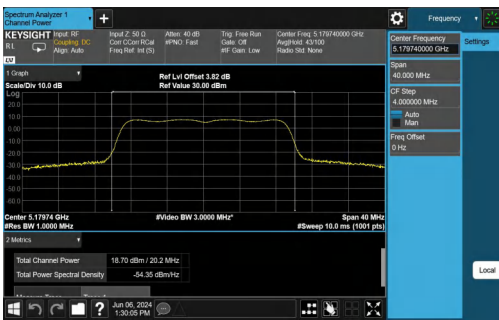 Spectrum Analyzer 1
Channel Power
+
Frequency
KEYSIGHT
RL
Input: RF
Coupling: DC
Align: Auto
Input Z: 50 Ω
Corr CCorr RCal
Freq Ref: Int (S)
Atten: 40 dB
#PNO: Fast
Trig: Free Run
Gate: Off
#IF Gain: Low
Center Freq: 5.179740000 GHz
Avg|Hold: 43/100
Radio Std: None
Center Frequency
5.179740000 GHz
Settings
Span
40.000 MHz
CF Step
4.000000 MHz
Auto
Man
Freq Offset
0 Hz
Local
1 Graph
Scale/Div 10.0 dB
Ref Lvl Offset 3.82 dB
Ref Value 30.00 dBm
Log
20.0
10.0
0.00
-10.0
-20.0
-30.0
-40.0
-50.0
-60.0
Center 5.17974 GHz
#Res BW 1.0000 MHz
#Video BW 3.0000 MHz*
Span 40 MHz
#Sweep 10.0 ms (1001 pts)
2 Metrics
Total Channel Power 18.70 dBm / 20.2 MHz
Total Power Spectral Density -54.35 dBm/Hz
?
Jun 06, 2024
1:30:05 PM